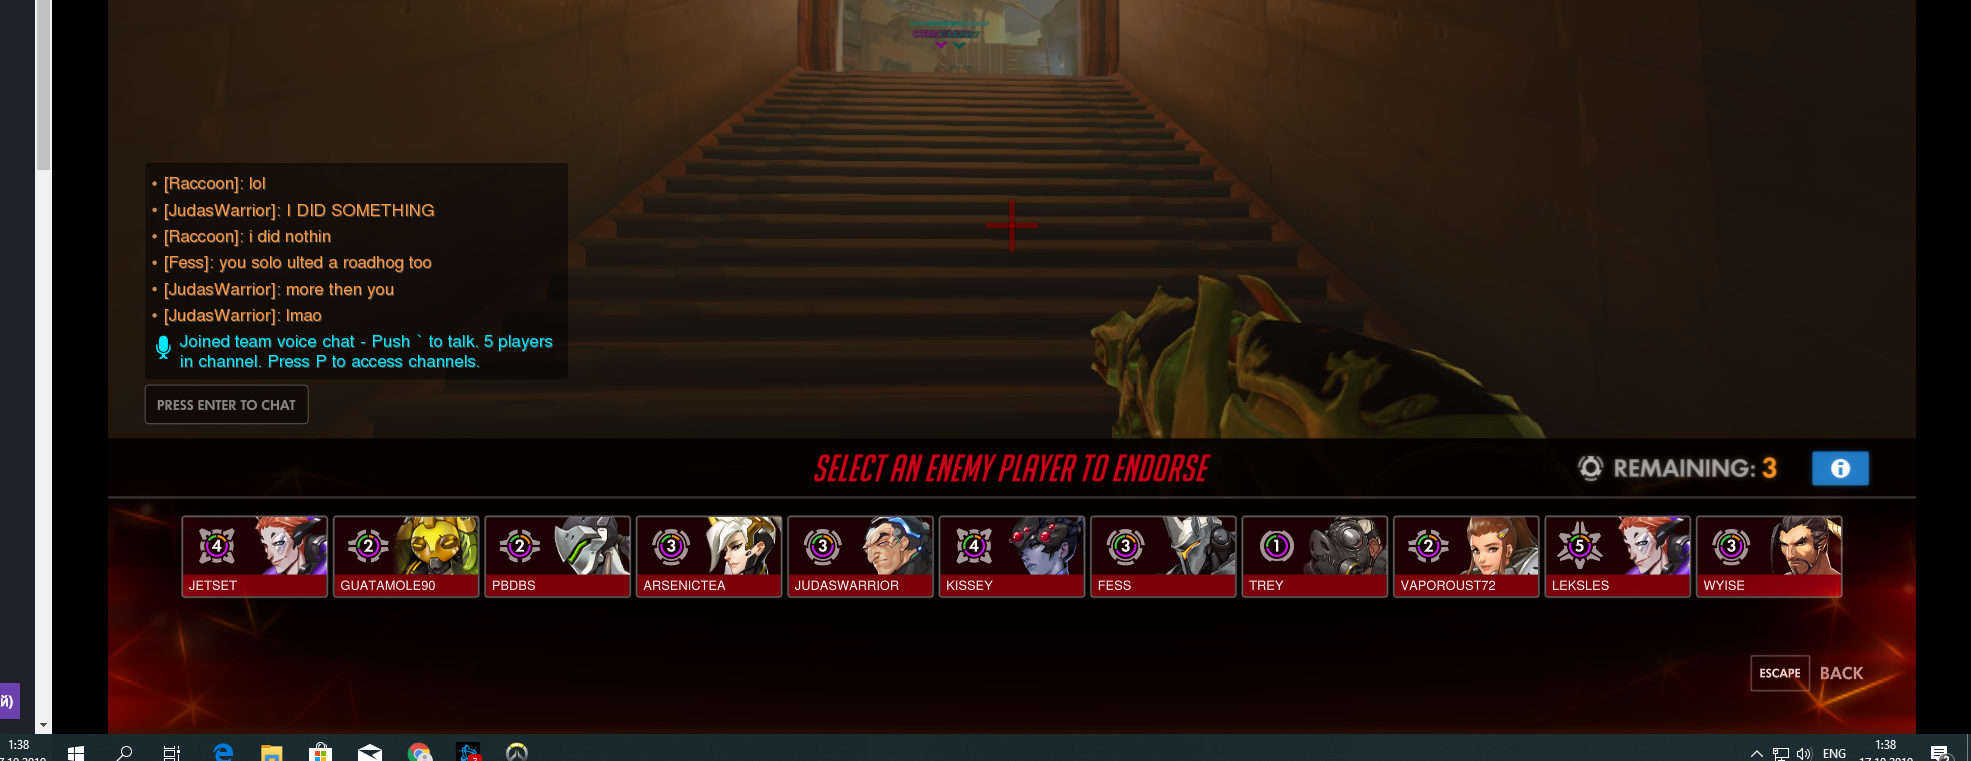 [Raccoon]: lol
[JudasWarrior]: I DID SOMETHING
[Raccoon]: i did nothin
[Fess]: you solo ulted a roadhog too
[JudasWarrior]: more then you
[JudasWarrior]: lmao
Joined team voice chat - Push ` to talk. 5 players
in channel. Press P to access channels.
PRESS ENTER TO CHAT
SELECT AN ENEMY PLAYER TO ENDORSE
REMAINING: 3
4 2 2 3 3 4 3 1 2 5 3
JETSET GUATAMOLE90 PBDBS ARSENICTEA JUDASWARRIOR KISSEY FESS TREY VAPOROUST72 LEKSLES WYISE
ESCAPE BACK
й)
1:38 ENG 1:38